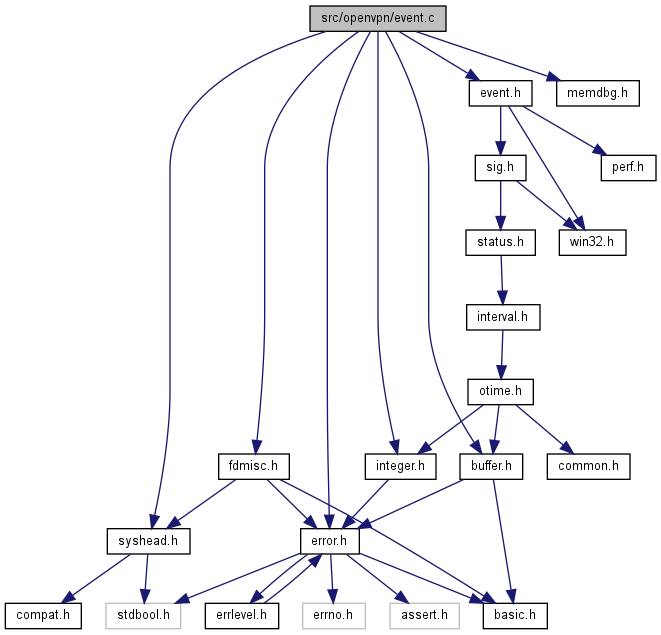 src/openvpn/event.c
event.h
memdbg.h
sig.h
perf.h
status.h
win32.h
interval.h
otime.h
fdmisc.h
integer.h
buffer.h
common.h
syshead.h
error.h
compat.h
stdbool.h
errlevel.h
errno.h
assert.h
basic.h